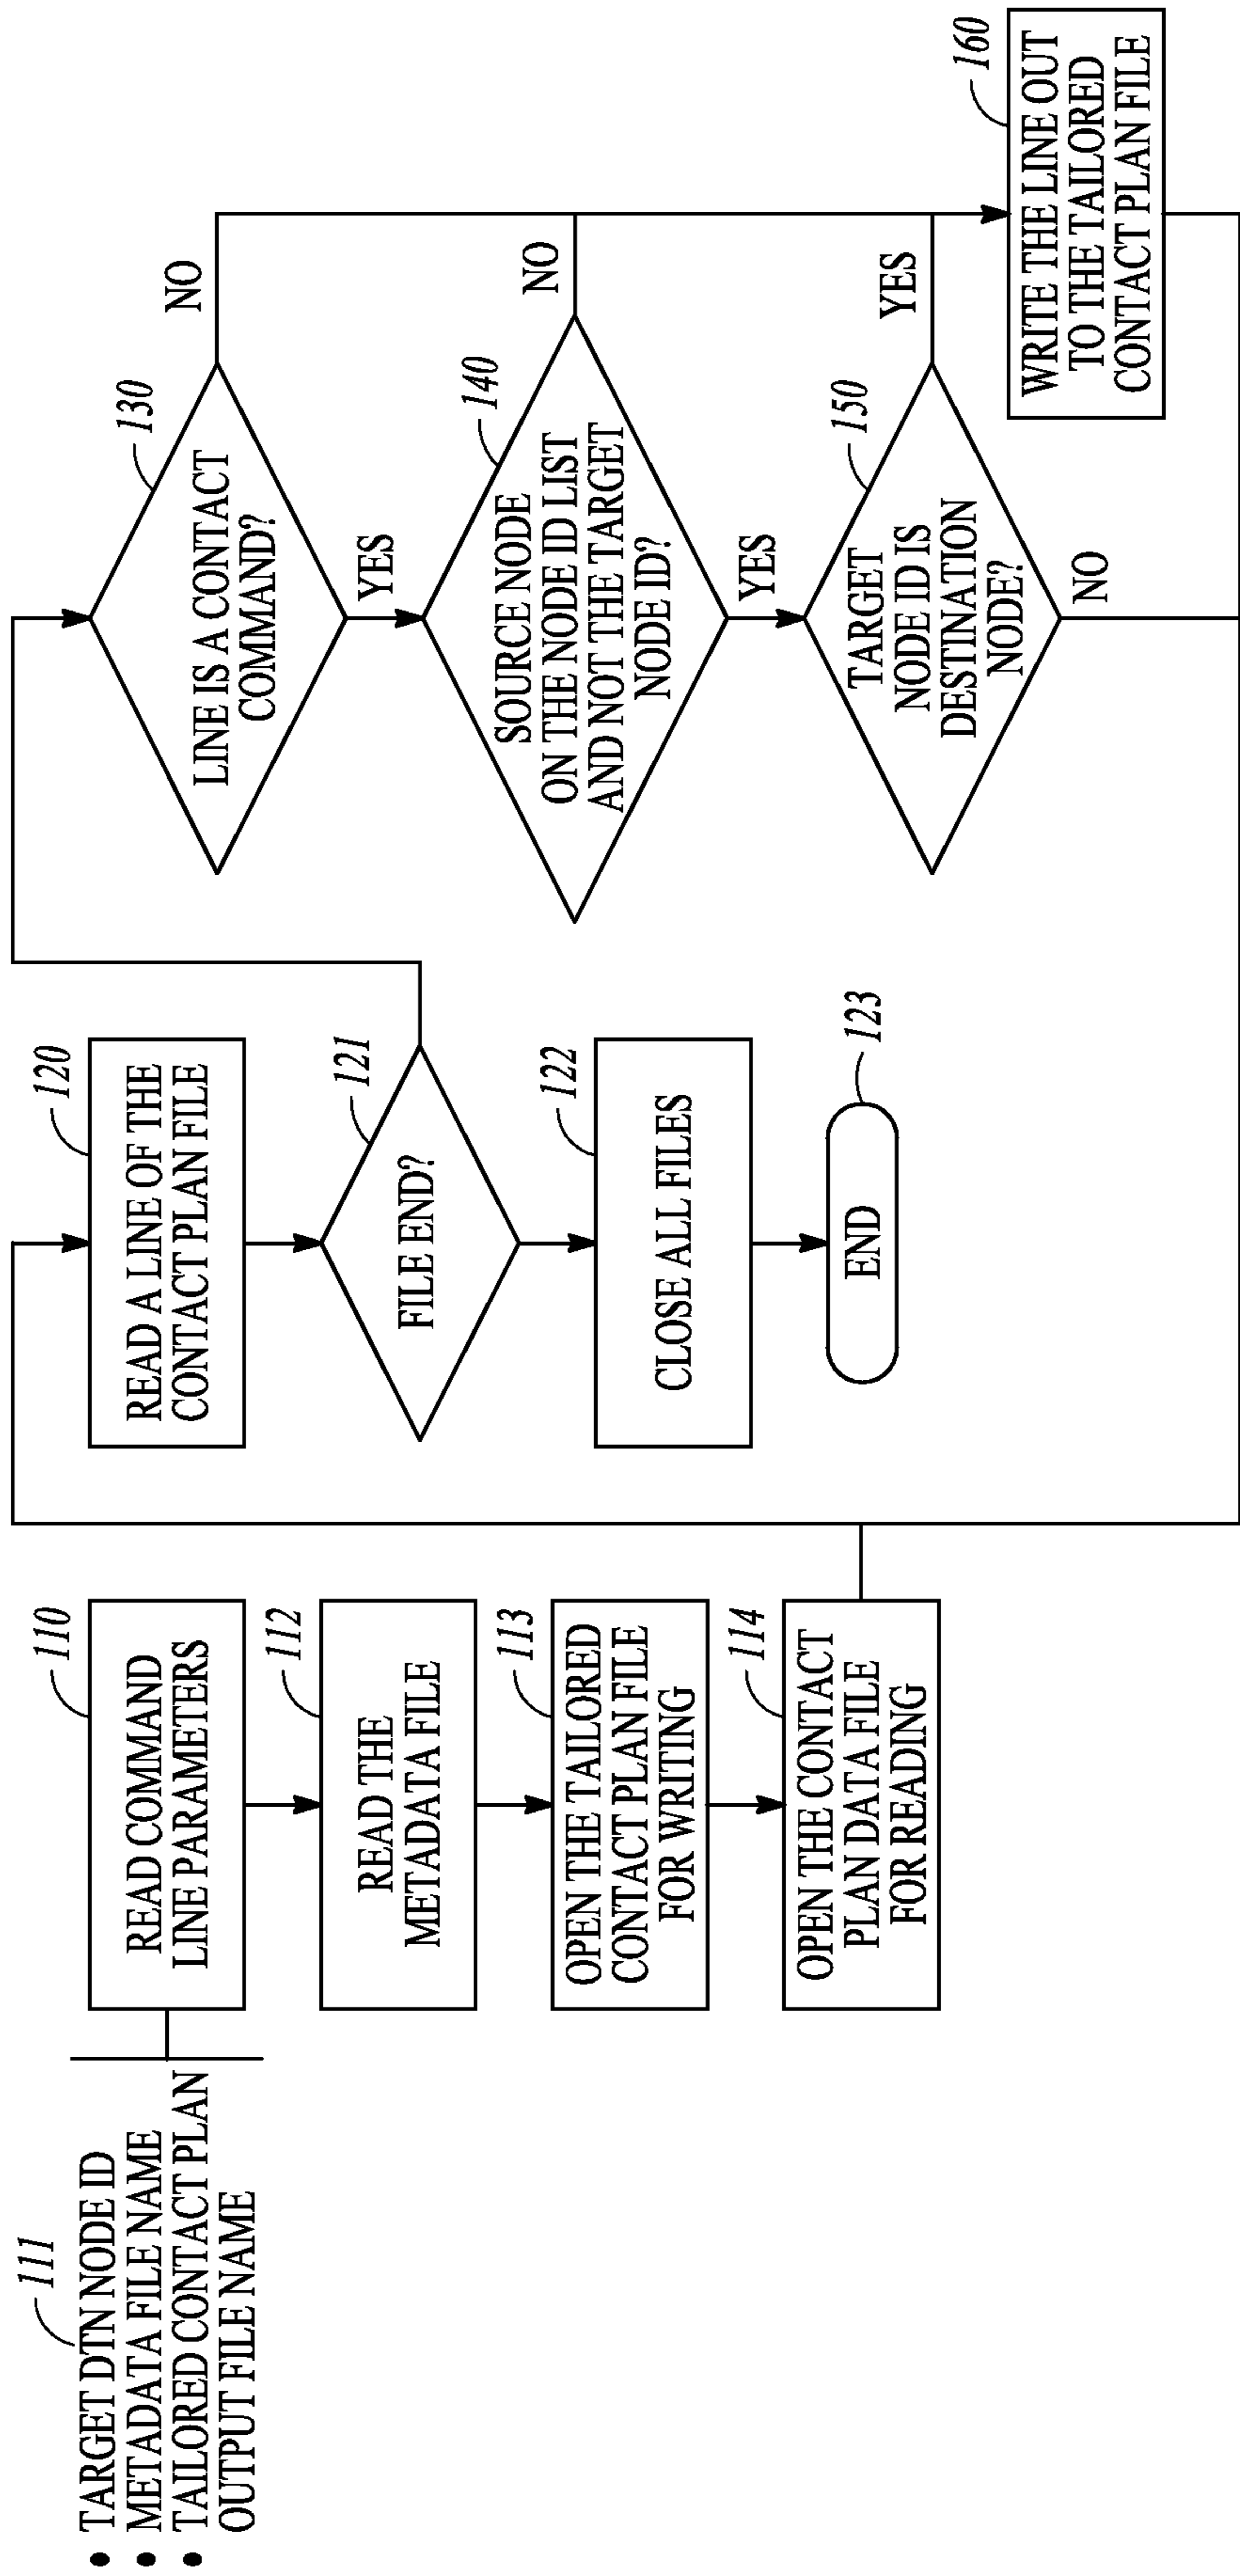 111
• TARGET DTN NODE ID
• METADATA FILE NAME
• TAILORED CONTACT PLAN
OUTPUT FILE NAME
110
READ COMMAND
LINE PARAMETERS
112
READ THE
METADATA FILE
113
OPEN THE TAILORED
CONTACT PLAN FILE
FOR WRITING
114
OPEN THE CONTACT
PLAN DATA FILE
FOR READING
120
READ A LINE OF THE
CONTACT PLAN FILE
121
FILE END?
122
CLOSE ALL FILES
123
END
130
LINE IS A CONTACT
COMMAND?
NO
YES
140
SOURCE NODE
ON THE NODE ID LIST
AND NOT THE TARGET
NODE ID?
NO
YES
150
TARGET
NODE ID IS
DESTINATION
NODE?
YES
NO
160
WRITE THE LINE OUT
TO THE TAILORED
CONTACT PLAN FILE